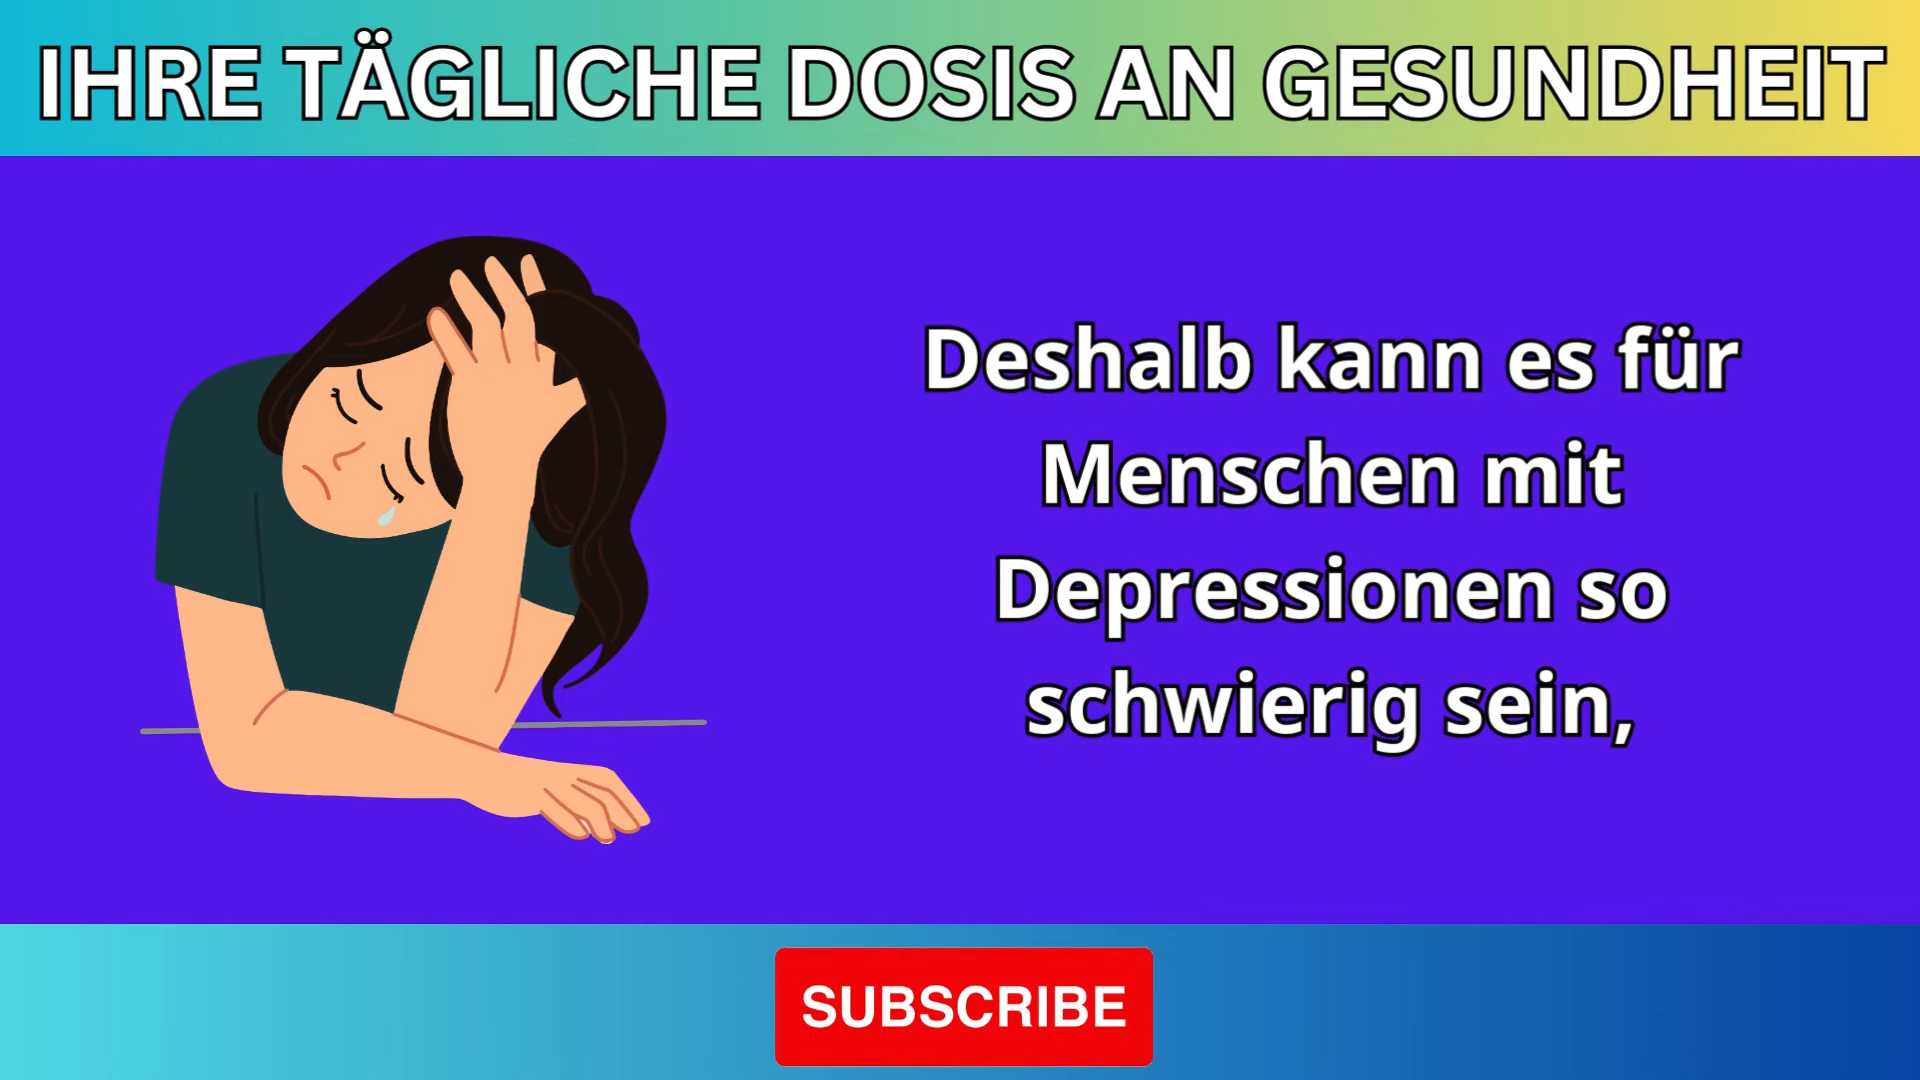 IHRE TÄGLICHE DOSIS AN GESUNDHEIT
Deshalb kann es für
Menschen mit
Depressionen so
schwierig sein,
SUBSCRIBE